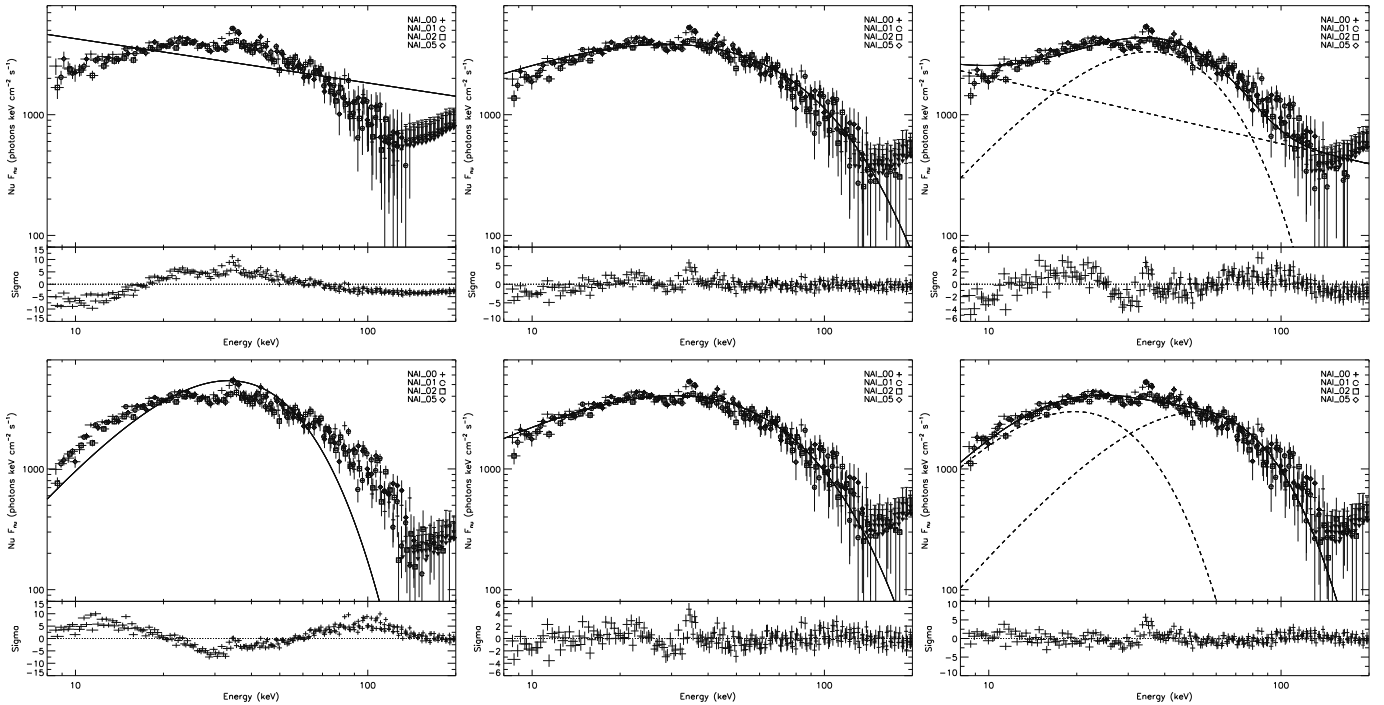 NAI_00 +
NAI_01 ○
NAI_02 □
NAI_05 ◇
Nu Fnu (photons keV cm⁻² s⁻¹)
1000
100
15
10
5
0
-5
-10
-15
Sigma
10
100
Energy (keV)
NAI_00 +
NAI_01 ○
NAI_02 □
NAI_05 ◇
Nu Fnu (photons keV cm⁻² s⁻¹)
1000
100
10
5
0
-5
-10
Sigma
10
100
Energy (keV)
NAI_00 +
NAI_01 ○
NAI_02 □
NAI_05 ◇
Nu Fnu (photons keV cm⁻² s⁻¹)
1000
100
6
4
2
0
-2
-4
-6
Sigma
10
100
Energy (keV)
NAI_00 +
NAI_01 ○
NAI_02 □
NAI_05 ◇
Nu Fnu (photons keV cm⁻² s⁻¹)
1000
100
15
10
5
0
-5
-10
-15
Sigma
10
100
Energy (keV)
NAI_00 +
NAI_01 ○
NAI_02 □
NAI_05 ◇
Nu Fnu (photons keV cm⁻² s⁻¹)
1000
100
6
4
2
0
-2
-4
-6
Sigma
10
100
Energy (keV)
NAI_00 +
NAI_01 ○
NAI_02 □
NAI_05 ◇
Nu Fnu (photons keV cm⁻² s⁻¹)
1000
100
10
5
0
-5
-10
Sigma
10
100
Energy (keV)